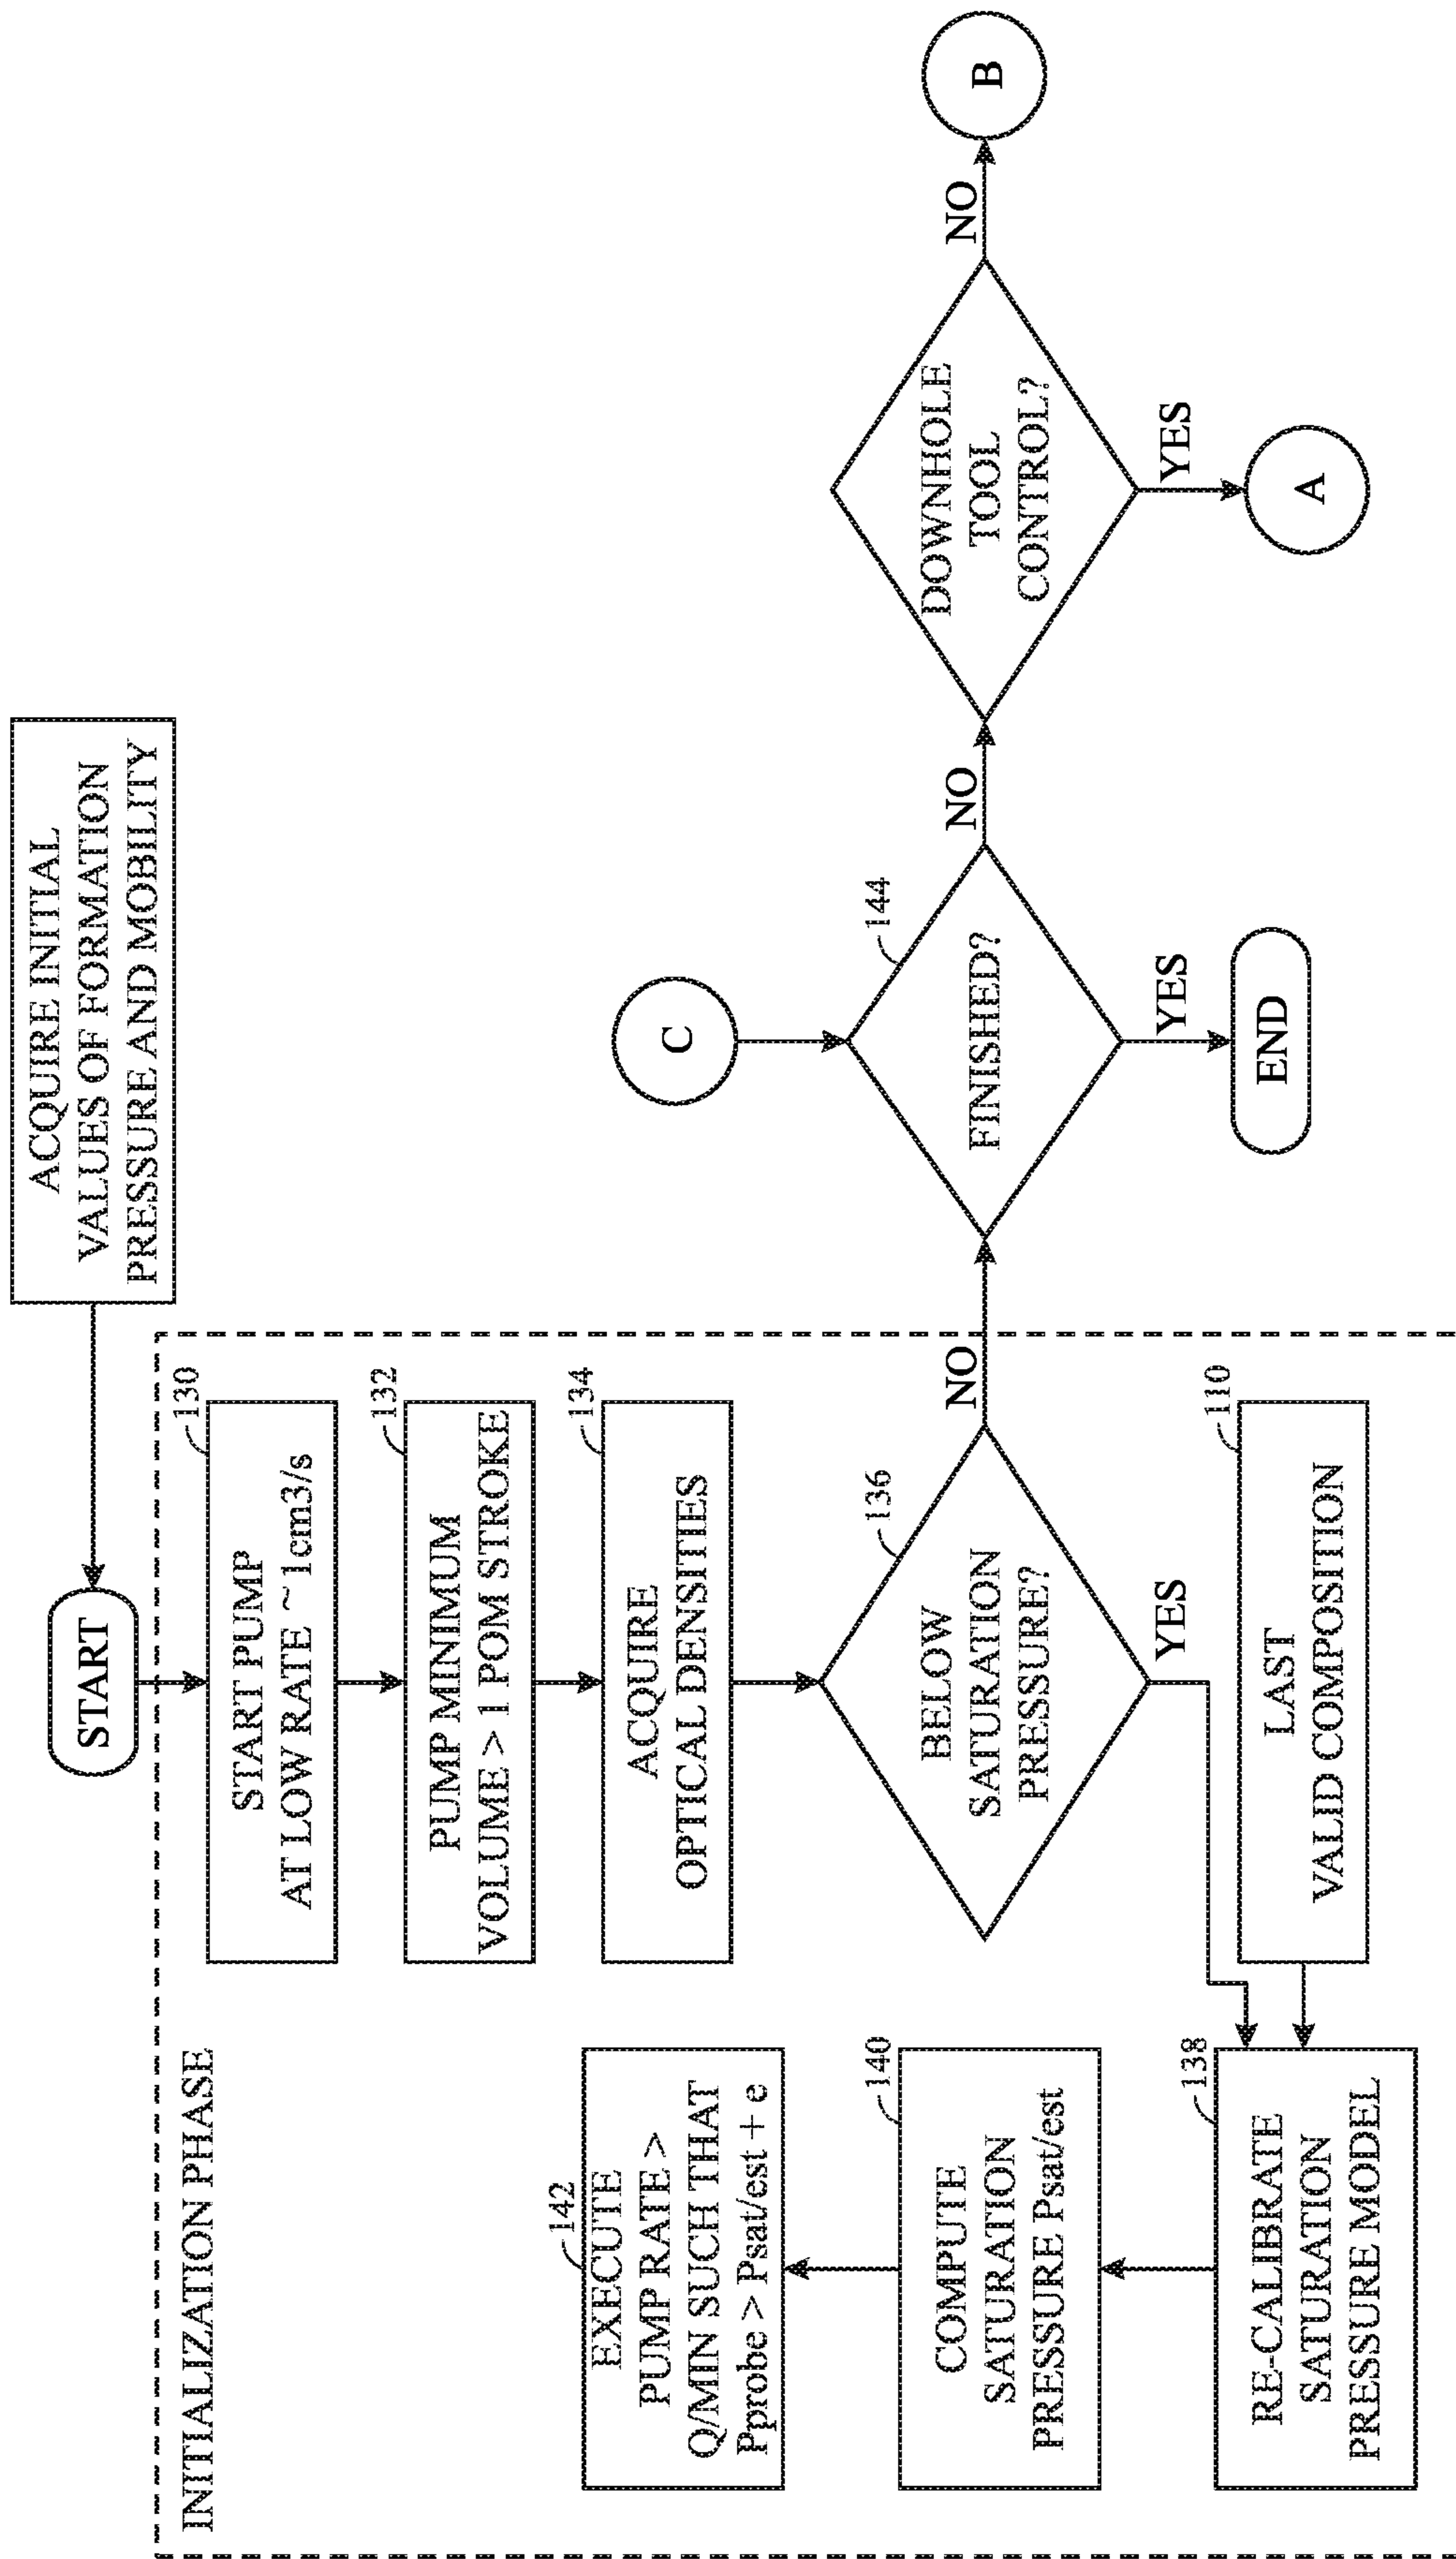 ACQUIRE INITIAL
VALUES OF FORMATION
PRESSURE AND MOBILITY
START
INITIALIZATION PHASE
130
START PUMP
AT LOW RATE ~ 1cm3/s
132
PUMP MINIMUM
VOLUME > 1 POM STROKE
134
ACQUIRE
OPTICAL DENSITIES
136
BELOW
SATURATION
PRESSURE?
NO
YES
110
LAST
VALID COMPOSITION
138
RE-CALIBRATE
SATURATION
PRESSURE MODEL
140
COMPUTE
SATURATION
PRESSURE Psat/est
142
EXECUTE
PUMP RATE >
Q/MIN SUCH THAT
Pprobe > Psat/est + e
C
144
FINISHED?
NO
YES
END
DOWNHOLE
TOOL
CONTROL?
NO
YES
B
A